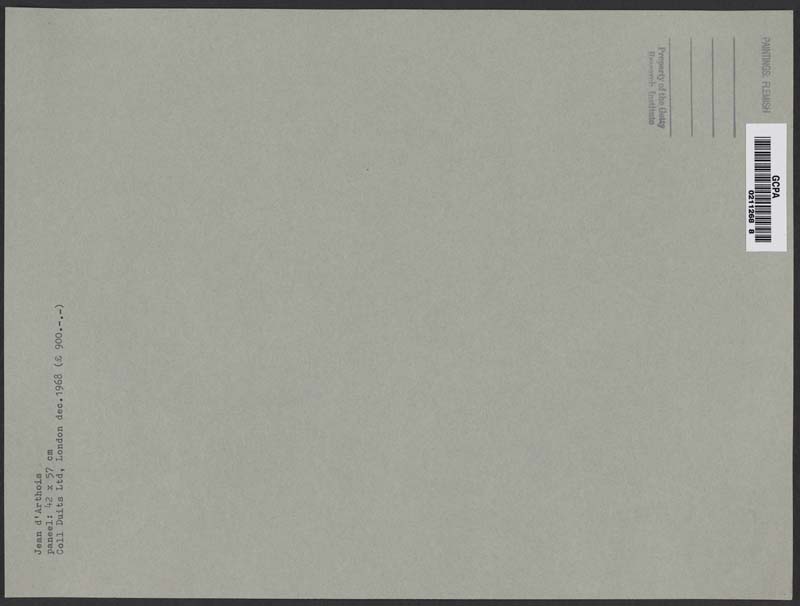 Jean d'Arthois
paneel: 42 x 57 cm
Coll Duits Ltd, London dec.1968 (£ 900.-.-)
PAINTINGS: FLEMISH
Property of the Getty
Research Institute
GCPA
0211268 8